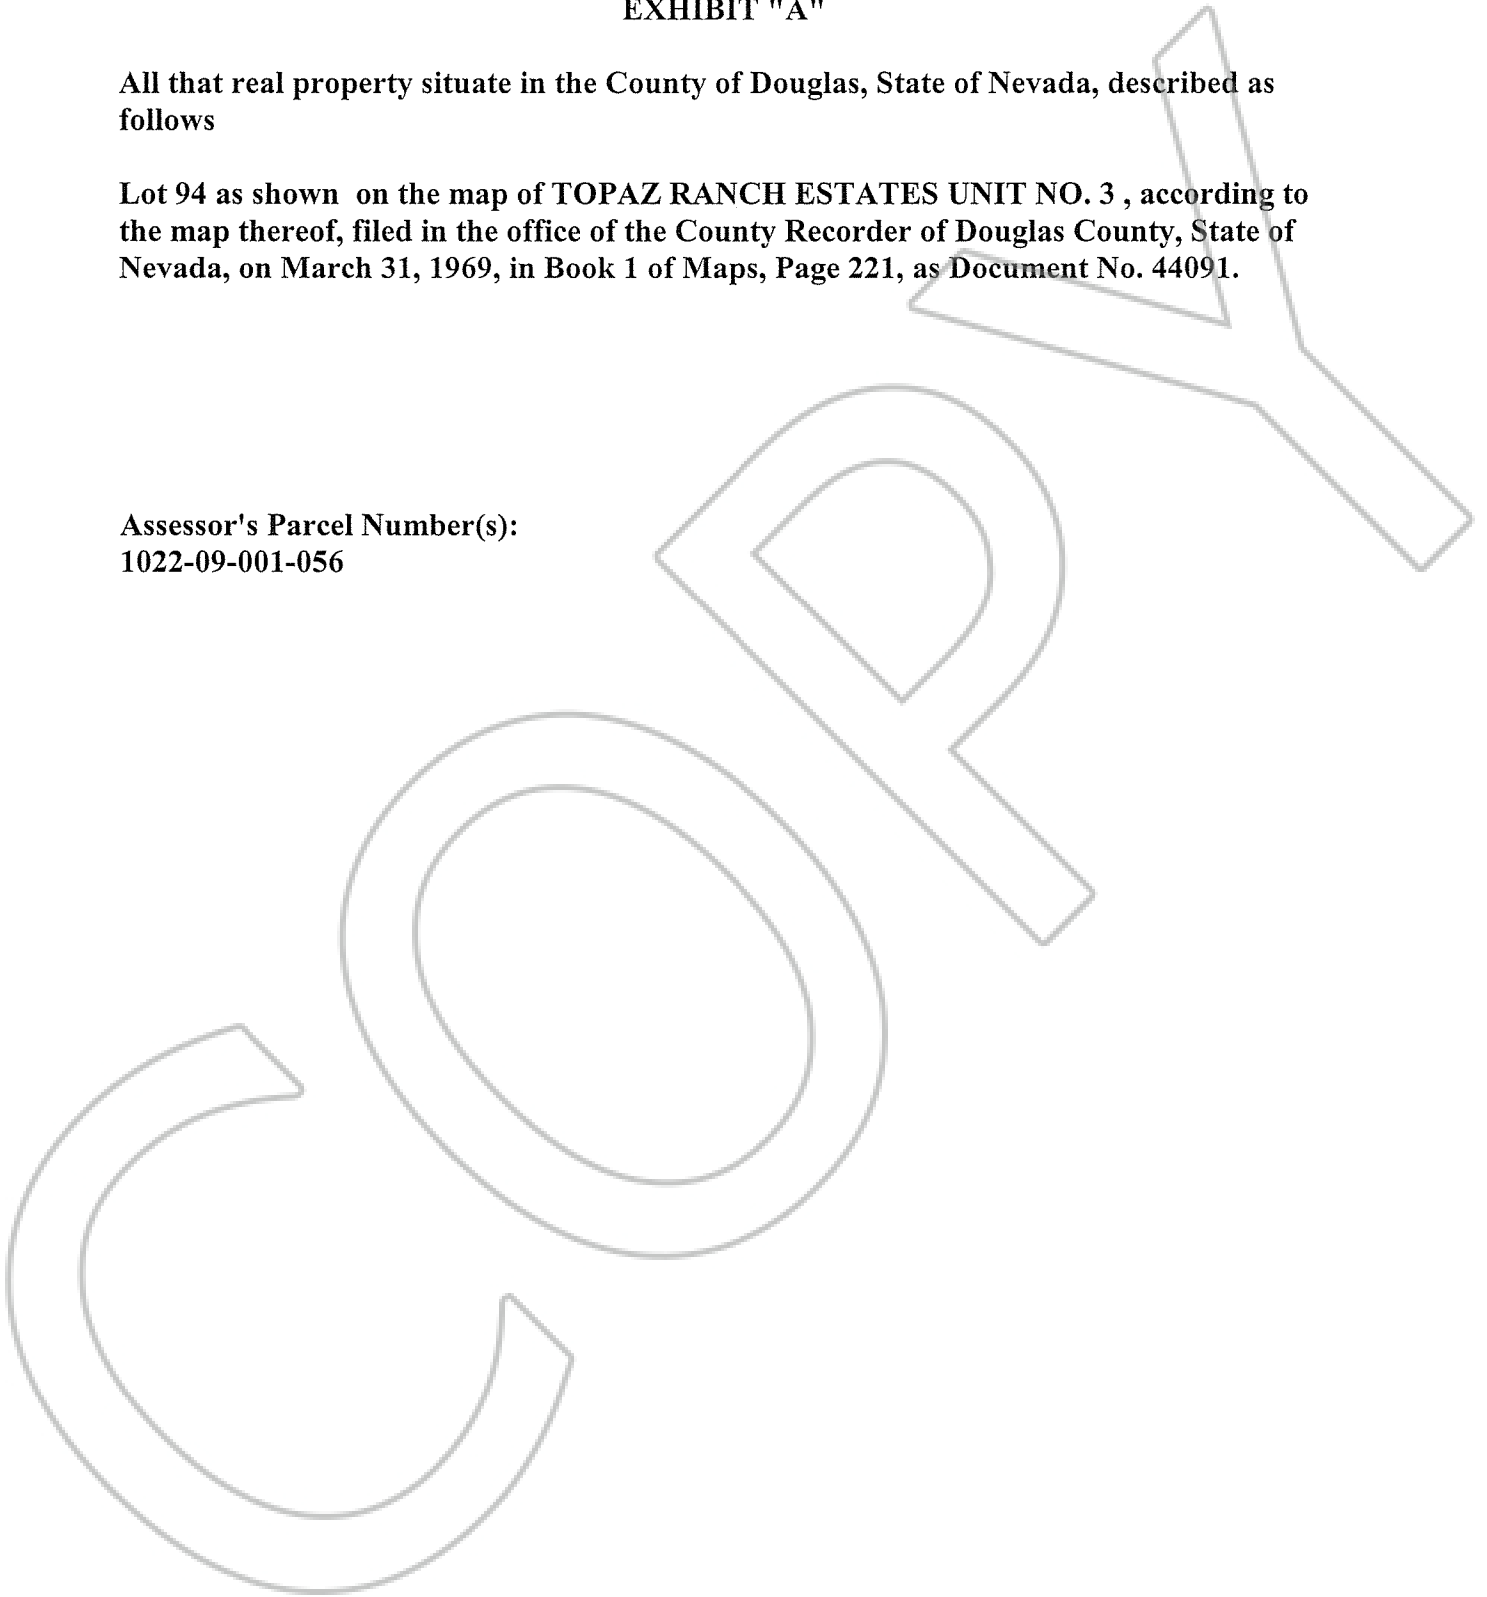 EXHIBIT "A"
All that real property situate in the County of Douglas, State of Nevada, described as
follows
Lot 94 as shown  on the map of TOPAZ RANCH ESTATES UNIT NO. 3 , according to
the map thereof, filed in the office of the County Recorder of Douglas County, State of
Nevada, on March 31, 1969, in Book 1 of Maps, Page 221, as Document No. 44091.
Assessor's Parcel Number(s):
1022-09-001-056
COPY